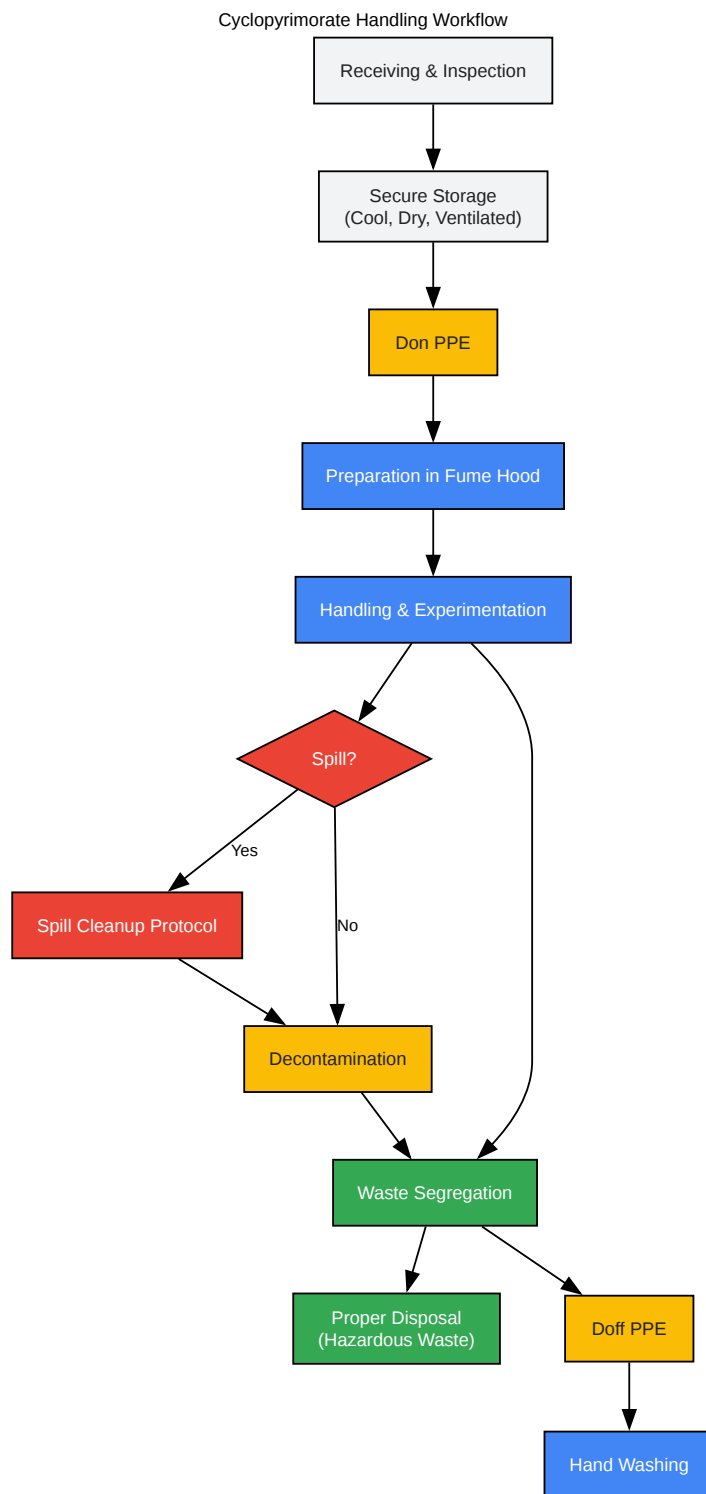 Cyclopyrimorate Handling Workflow
Receiving & Inspection
Secure Storage
(Cool, Dry, Ventilated)
Don PPE
Preparation in Fume Hood
Handling & Experimentation
Spill?
Yes
Spill Cleanup Protocol
No
Decontamination
Waste Segregation
Proper Disposal
(Hazardous Waste)
Doff PPE
Hand Washing